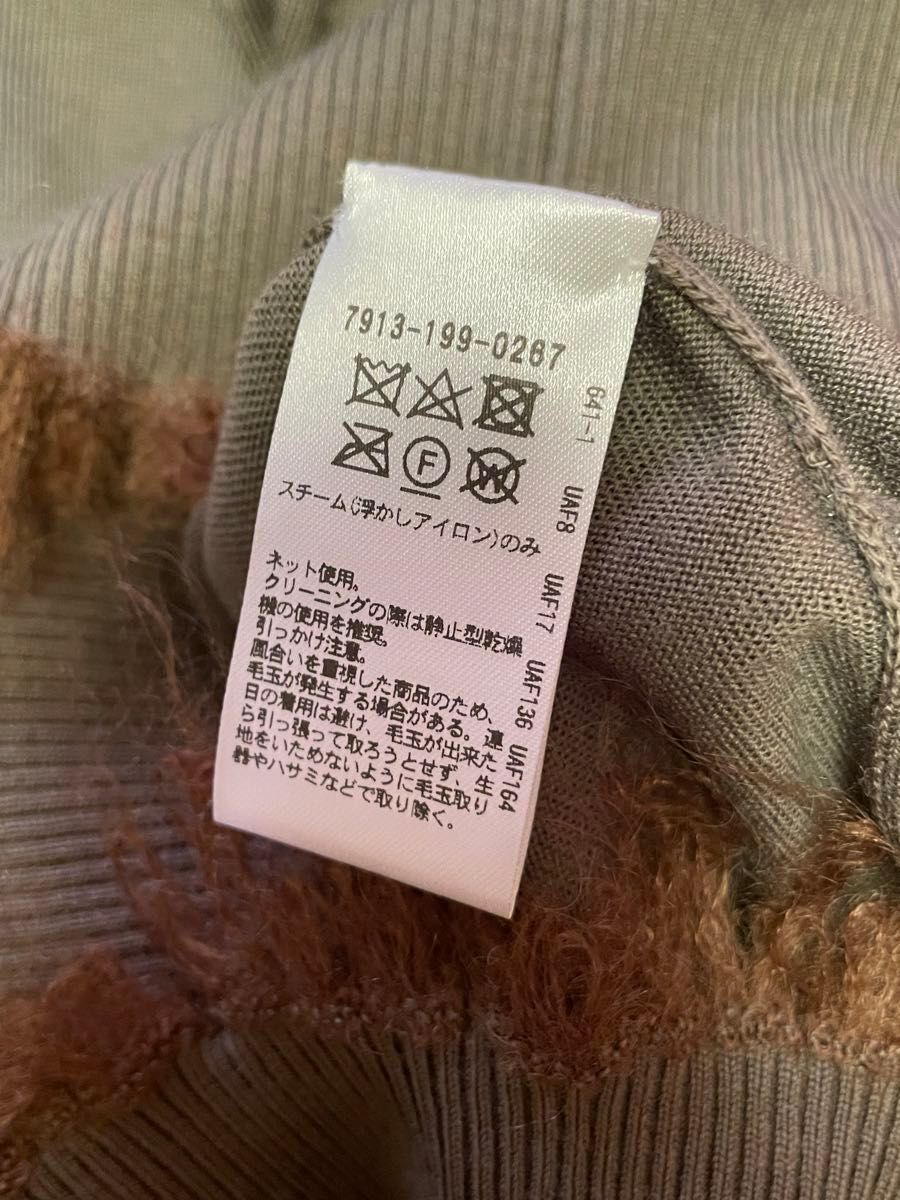 7913-199-0267
F
W
スチーム(浮かしアイロン)のみ
ネット使用。
クリーニングの際は静止型乾燥
機の使用を推奨。
引っかけ注意。
風合いを重視した商品のため、
毛玉が発生する場合がある。連
日の着用は避け、毛玉が出来た
ら引っ張って取ろうとせず、生
地をいためないように毛玉取り
器やハサミなどで取り除く。
641-1 UAF8 UAF17 UAF136 UAF164